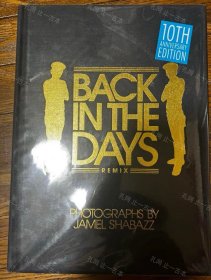 10TH
ANNIVERSARY
EDITION
BACK
IN THE
DAYS
REMIX
PHOTOGRAPHS BY
JAMEL SHABAZZ